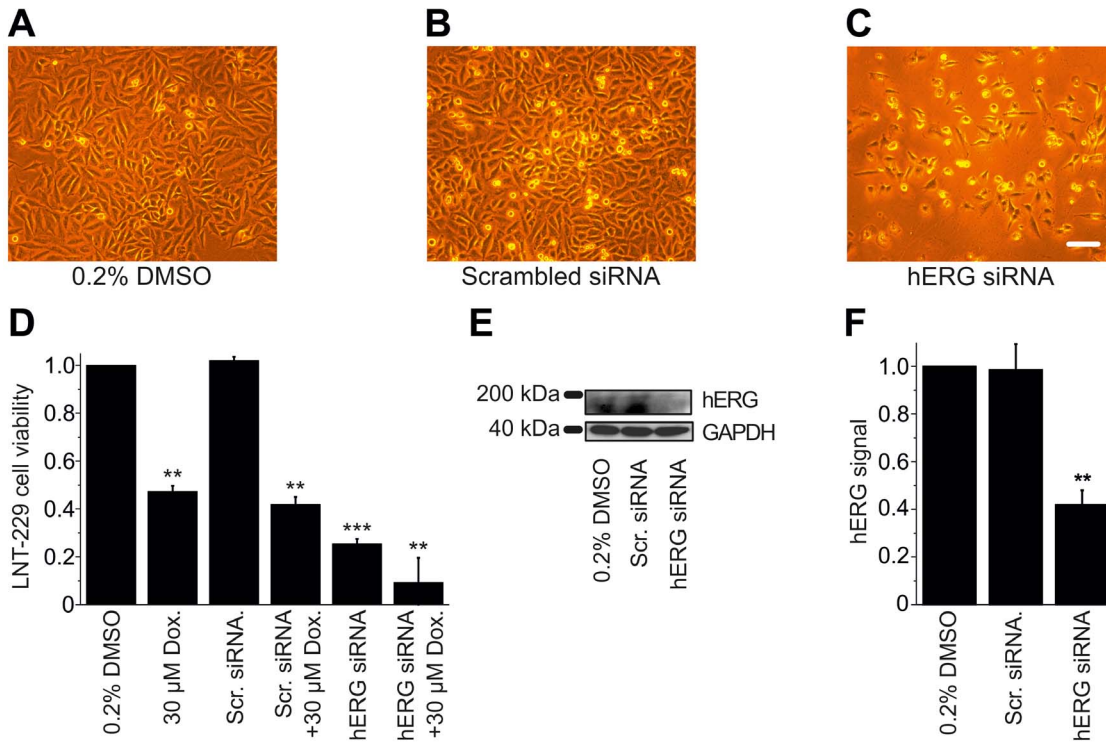 A
B
C
0.2% DMSO
Scrambled siRNA
hERG siRNA
D
LNT-229 cell viability
1.0
0.8
0.6
0.4
0.2
0
**
**
***
**
0.2% DMSO
30 µM Dox.
Scr. siRNA.
Scr. siRNA
+30 µM Dox.
hERG siRNA
hERG siRNA
+30 µM Dox.
E
200 kDa
hERG
40 kDa
GAPDH
0.2% DMSO
Scr. siRNA
hERG siRNA
F
hERG signal
1.0
0.8
0.6
0.4
0.2
0
**
0.2% DMSO
Scr. siRNA.
hERG siRNA